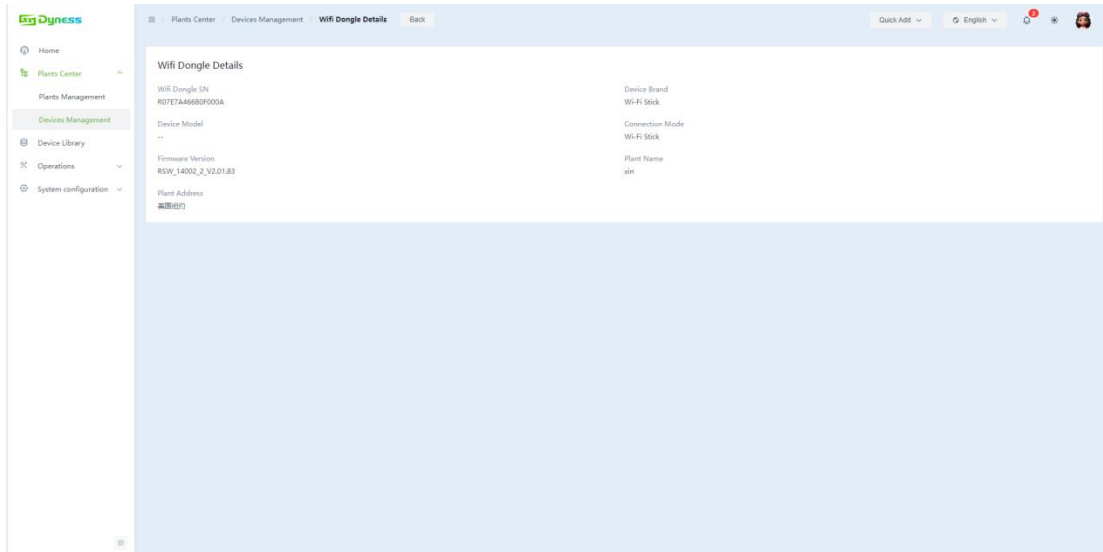 Dyness
Plants Center / Devices Management / Wifi Dongle Details Back
Quick Add English 2
Home
Plants Center
Plants Management
Devices Management
Device Library
Operations
System configuration
Wifi Dongle Details
Wifi Dongle SN
R07E7A46680F000A
Device Brand
Wi-Fi Stick
Device Model
--
Connection Mode
Wi-Fi Stick
Firmware Version
RSW_14002_2_V2.01.83
Plant Name
xin
Plant Address
美国纽约